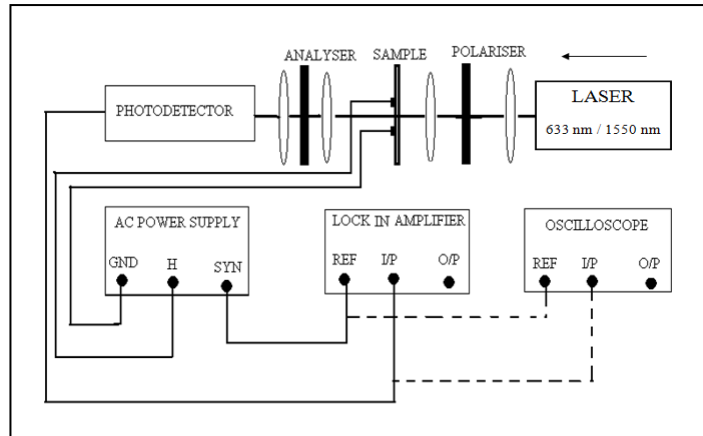 ANALYSER SAMPLE POLARISER
PHOTODETECTOR
LASER
633 nm / 1550 nm
AC POWER SUPPLY
GND H SYN
LOCK IN AMPLIFIER
REF I/P O/P
OSCILLOSCOPE
REF I/P O/P